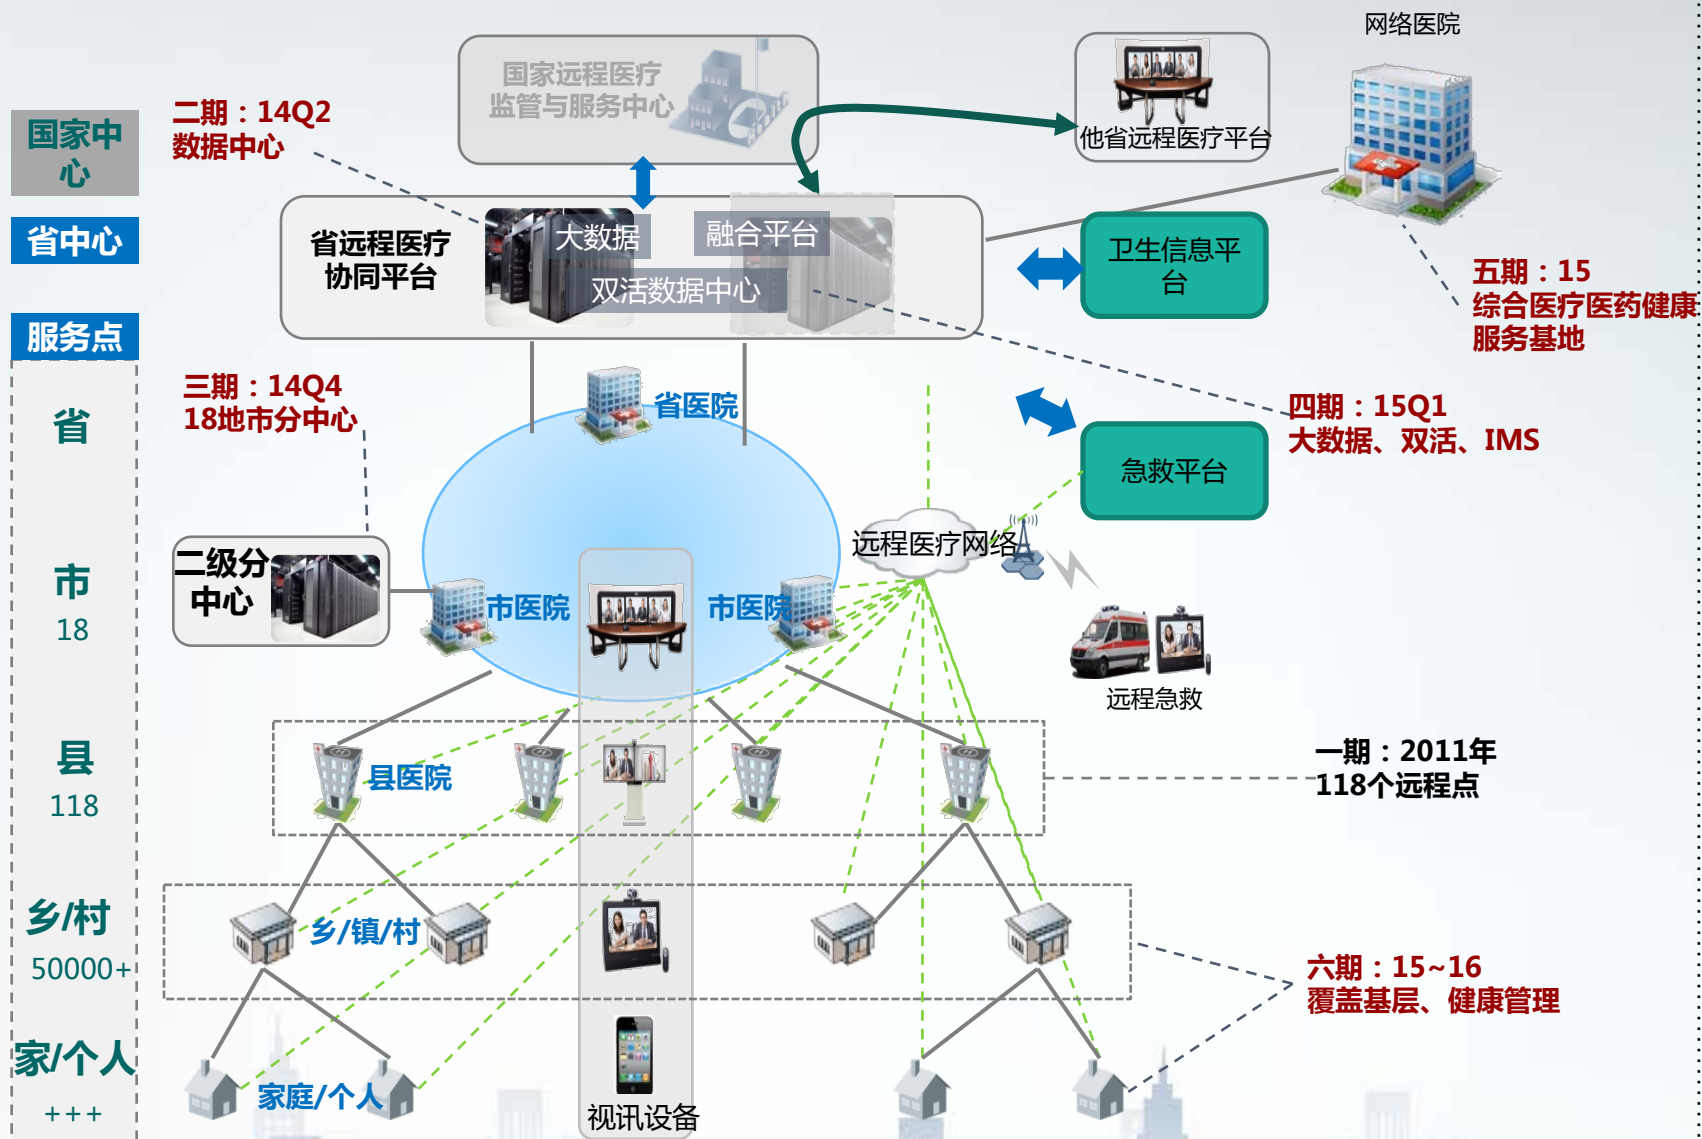 网络医院
国家远程医疗
监管与服务中心
他省远程医疗平台
二期：14Q2
数据中心
国家中
心
省中心
省远程医疗
协同平台
大数据
融合平台
双活数据中心
卫生信息平
台
五期：15
综合医疗医药健康
服务基地
服务点
三期：14Q4
18地市分中心
省医院
四期：15Q1
大数据、双活、IMS
省
急救平台
远程医疗网络
二级分
中心
市
18
市医院
市医院
远程急救
县
118
县医院
一期：2011年
118个远程点
乡/村
50000+
乡/镇/村
六期：15~16
覆盖基层、健康管理
家/个人
+++
家庭/个人
视讯设备